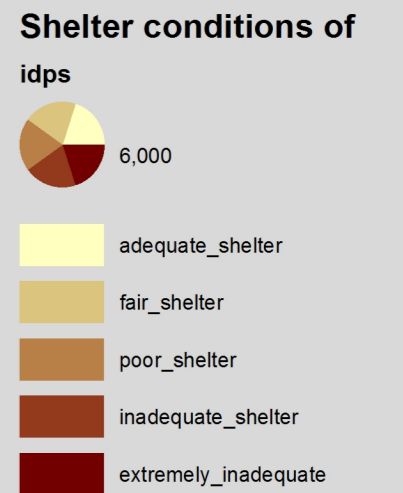 Shelter conditions of
idps
6,000
adequate_shelter
fair_shelter
poor_shelter
inadequate_shelter
extremely_inadequate